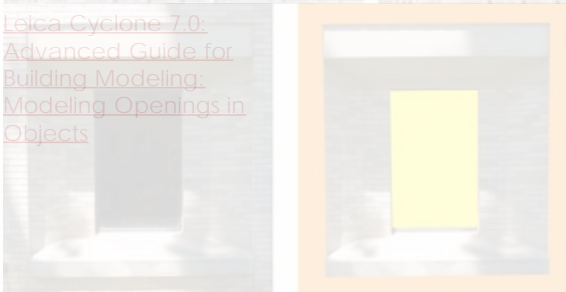 Leica Cyclone 7.0:
Advanced Guide for
Building Modeling:
Modeling Openings in
Objects